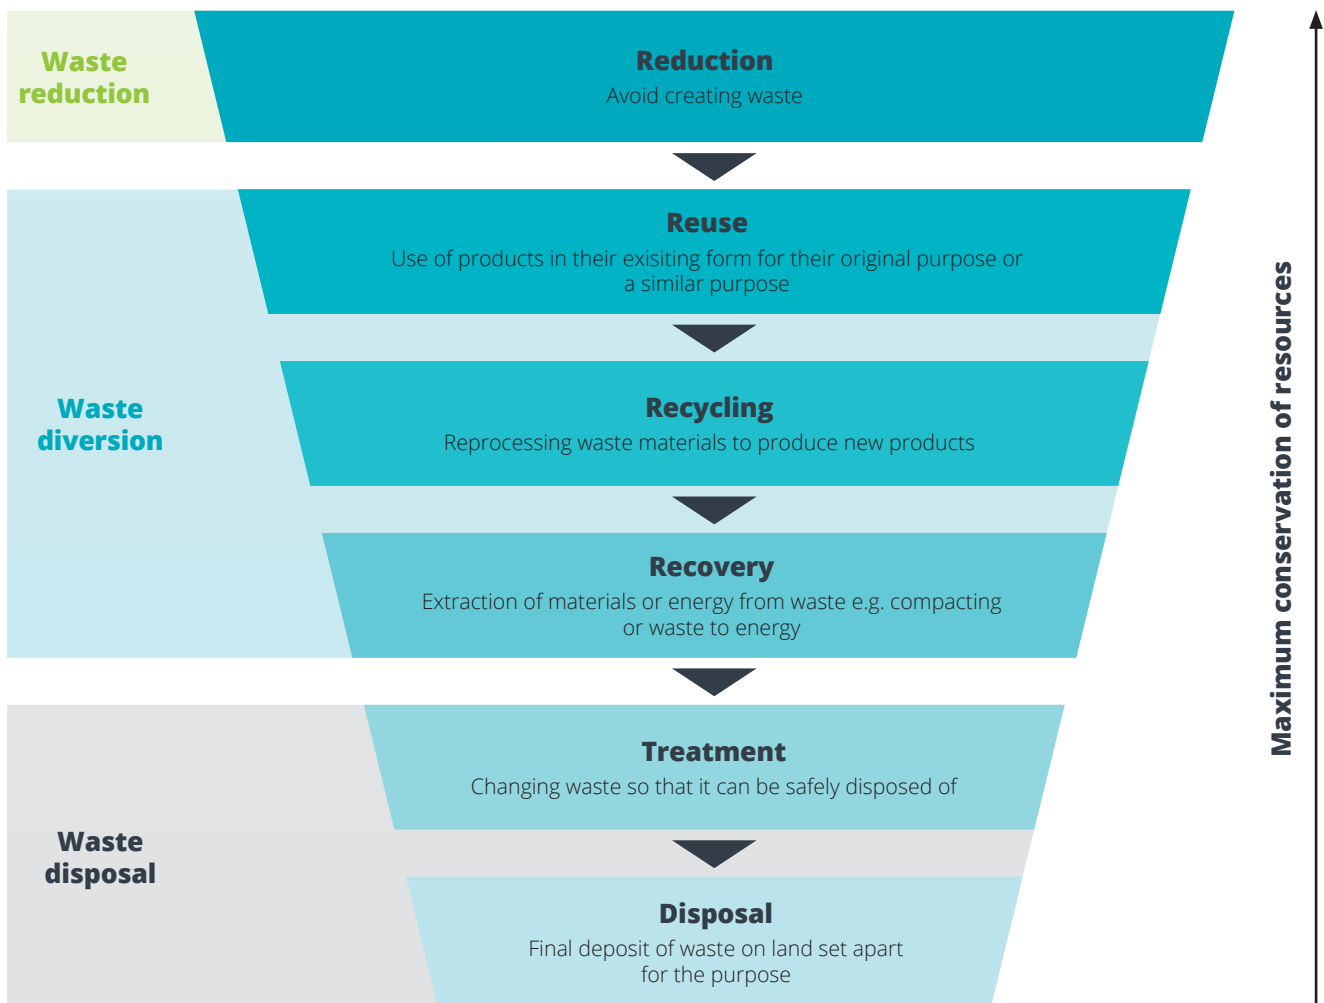 Waste
reduction
Reduction
Avoid creating waste
Reuse
Use of products in their exisiting form for their original purpose or
a similar purpose
Waste
diversion
Recycling
Reprocessing waste materials to produce new products
Recovery
Extraction of materials or energy from waste e.g. compacting
or waste to energy
Waste
disposal
Treatment
Changing waste so that it can be safely disposed of
Disposal
Final deposit of waste on land set apart
for the purpose
Maximum conservation of resources